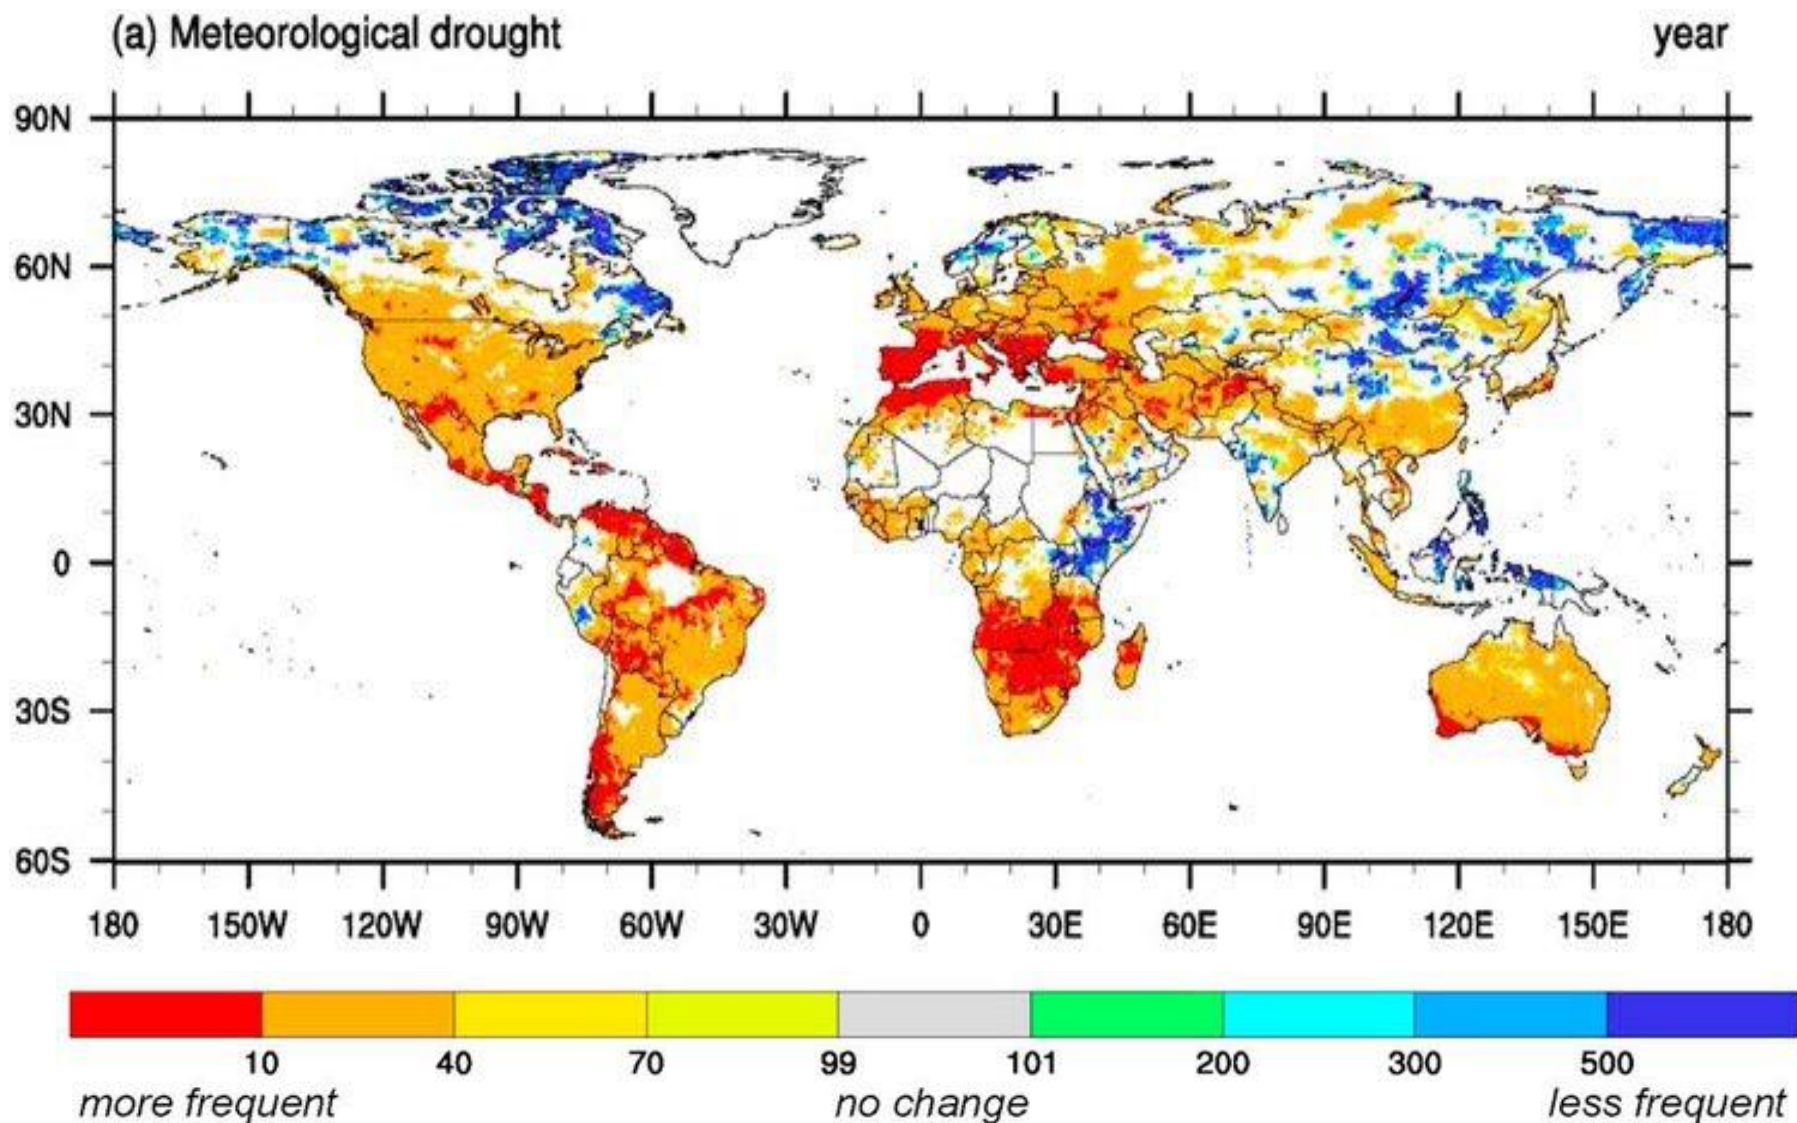 (a) Meteorological drought year
90N
60N
30N
0
30S
60S
180 150W 120W 90W 60W 30W 0 30E 60E 90E 120E 150E 180
10 40 70 99 101 200 300 500
more frequent no change less frequent